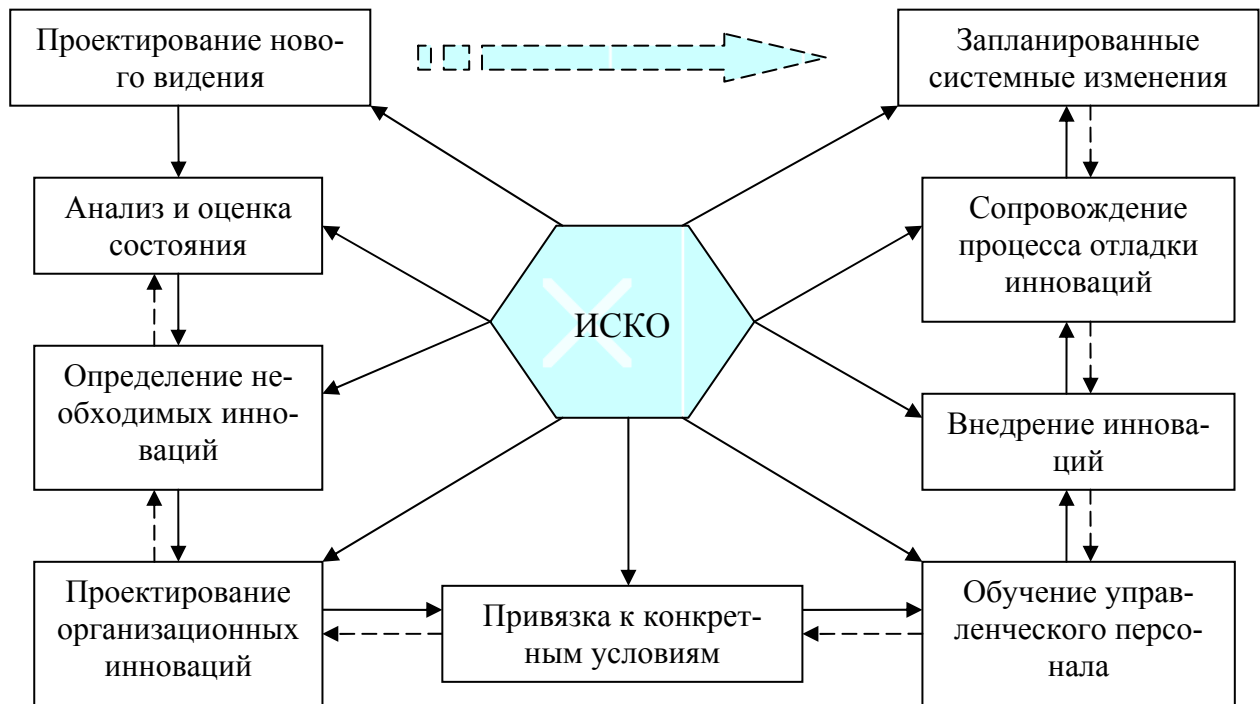 Проектирование ново-
го видения
Запланированные
системные изменения
Анализ и оценка
состояния
Сопровождение
процесса отладки
инноваций
ИСКО
Определение не-
обходимых инно-
ваций
Внедрение иннова-
ций
Проектирование
организационных
инноваций
Привязка к конкрет-
ным условиям
Обучение управ-
ленческого персо-
нала